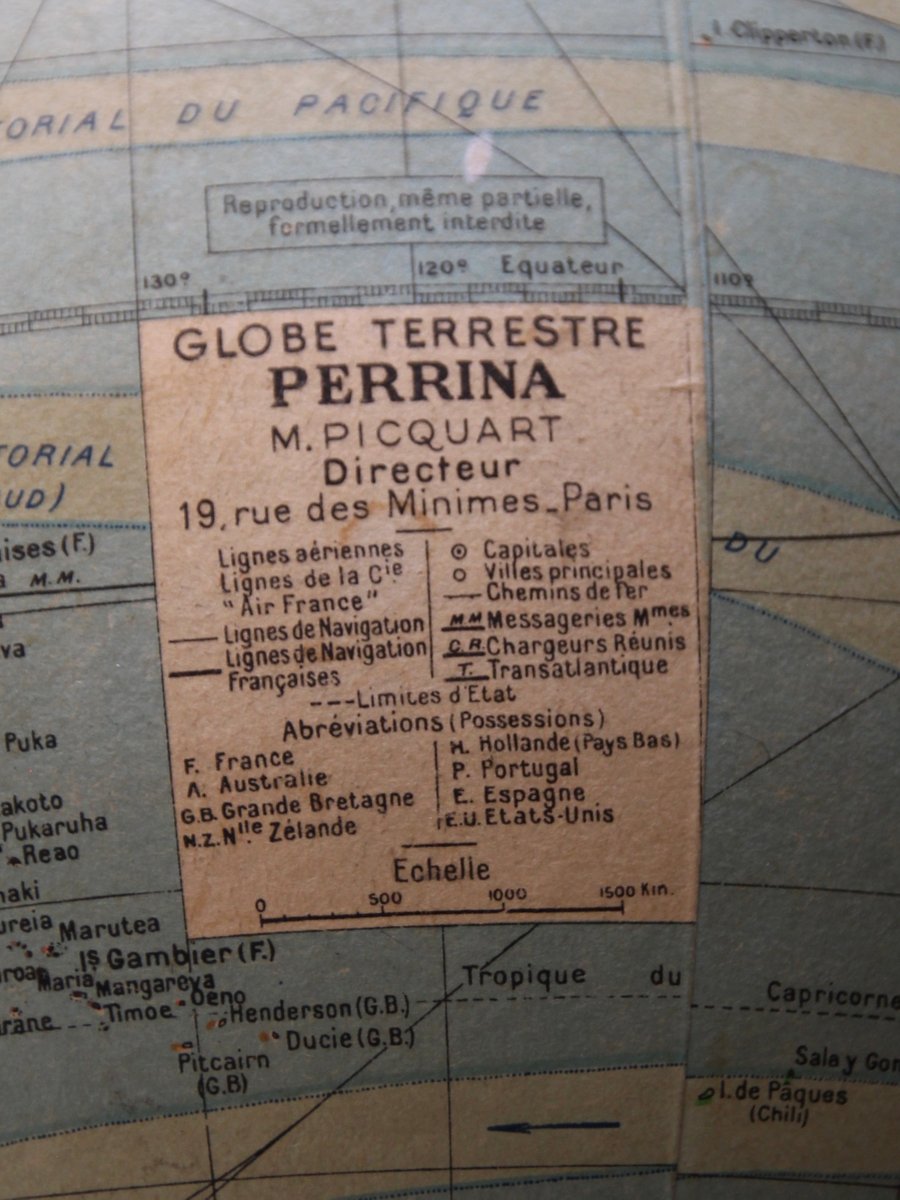 I. Clipperton (F.)
TORIAL DU PACIFIQUE
Reproduction, même partielle,
formellement interdite
130° 120° Equateur 110°
GLOBE TERRESTRE
PERRINA
M. PICQUART
Directeur
19, rue des Minimes_Paris
TORIAL
UD)
DU
ises (F.)
M.M.
Lignes aériennes
Lignes de la Cie
"Air France"
Lignes de Navigation
Lignes de Navigation
Françaises
Capitales
Villes principales
Chemins de fer
MM Messageries Mmes
C.R. Chargeurs Réunis
T. Transatlantique
Limites d'Etat
Abréviations (Possessions)
F. France
A. Australie
G.B. Grande Bretagne
N.Z. Nlle Zélande
H. Hollande (Pays Bas)
P. Portugal
E. Espagne
E.U. Etats-Unis
Echelle
0 500 1000 1500 Km.
va
Puka
akoto
Pukaruha
Reao
naki
ureia
Marutea
Is Gambier (F.)
Maria
Mangareva
Timoe
Oeno
Henderson (G.B.)
Ducie (G.B.)
Pitcairn
(G.B)
Tropique du Capricorne
Sala y Gom
I. de Pâques
(Chili)